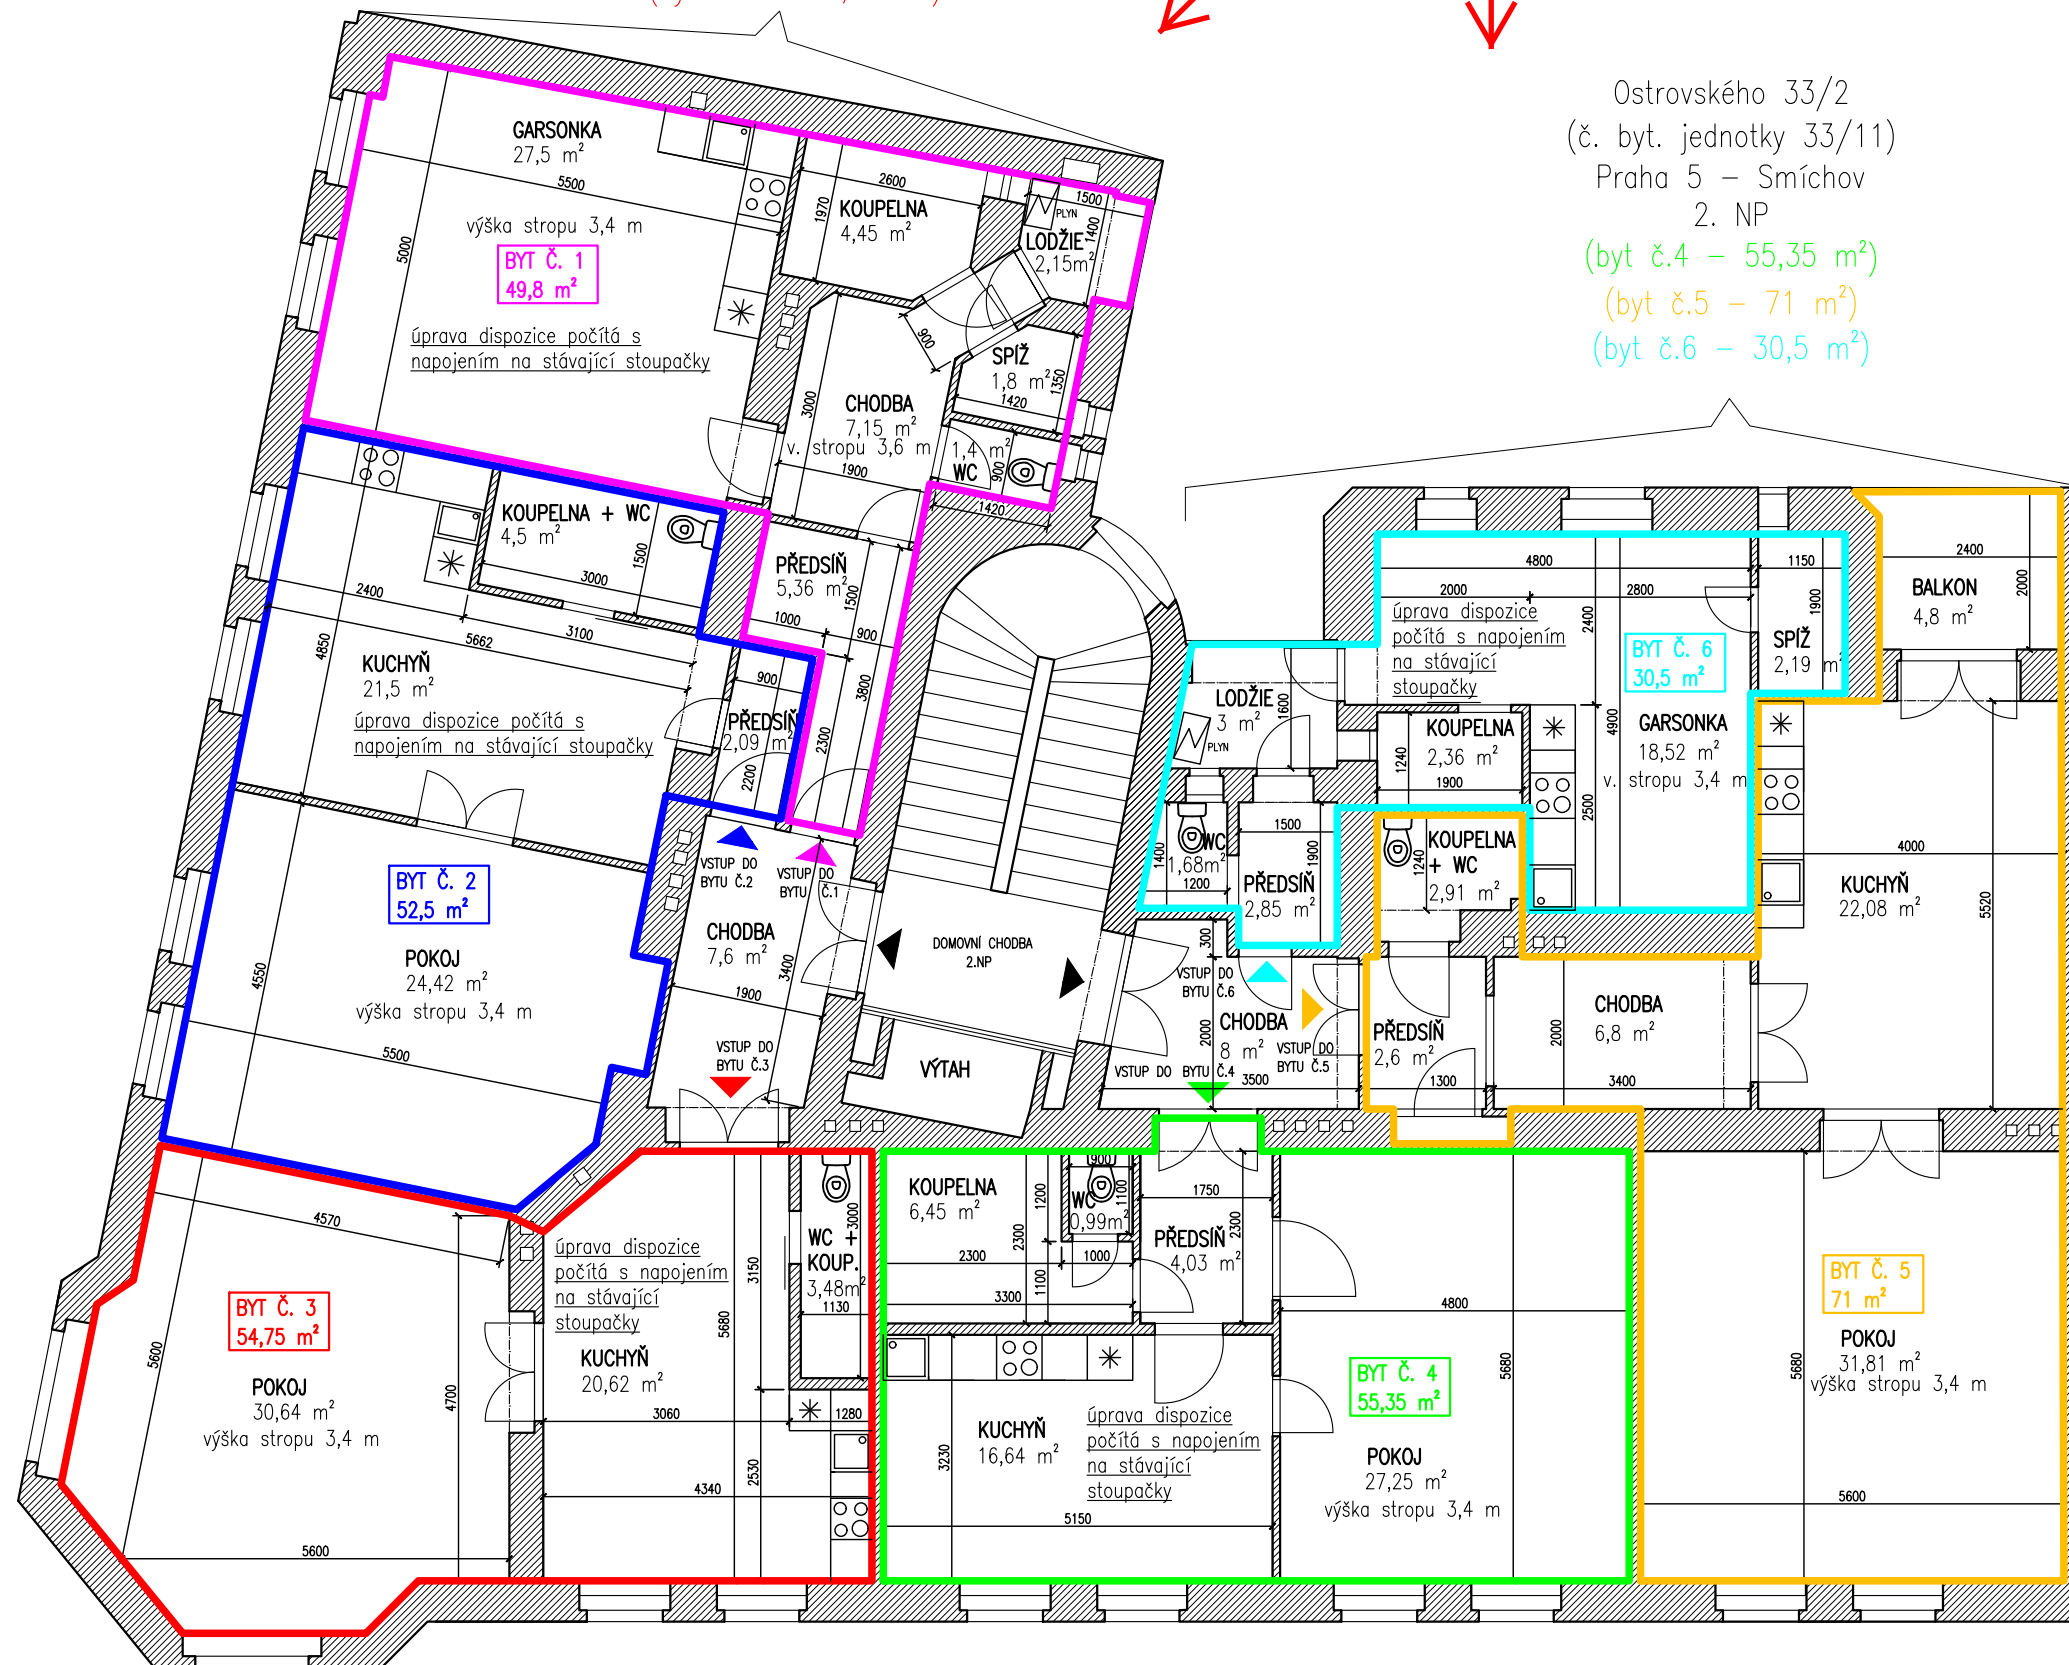 Ostrovského 33/2
(č. byt. jednotky 33/11)
Praha 5 – Smíchov
2. NP
(byt č.4 – 55,35 m²)
(byt č.5 – 71 m²)
(byt č.6 – 30,5 m²)
GARSONKA
27,5 m²
5500
5000
výška stropu 3,4 m
BYT Č. 1
49,8 m²
úprava dispozice počítá s
napojením na stávající stoupačky
2600
1970
KOUPELNA
4,45 m²
1500
1400
PLYN
LODŽIE
2,15m²
900
SPÍŽ
1,8 m²
1350
1420
3000
CHODBA
7,15 m²
v. stropu 3,6 m
1900
1,4 m²
WC
900
1420
PŘEDSÍŇ
5,36 m²
1500
1000
900
3800
2300
KOUPELNA + WC
4,5 m²
1500
3000
2400
3100
5662
4850
KUCHYŇ
21,5 m²
úprava dispozice počítá s
napojením na stávající stoupačky
900
PŘEDSÍŇ
2,09 m²
2200
BYT Č. 2
52,5 m²
POKOJ
24,42 m²
výška stropu 3,4 m
4550
5500
VSTUP DO
BYTU Č.2
VSTUP DO
BYTU Č.1
CHODBA
7,6 m²
3400
1900
VSTUP DO
BYTU Č.3
DOMOVNÍ CHODBA
2.NP
VÝTAH
4800
1150
2000
2800
2400
1900
úprava dispozice
počítá s napojením
na stávající
stoupačky
BYT Č. 6
30,5 m²
SPÍŽ
2,19 m²
2400
2000
BALKON
4,8 m²
LODŽIE
3 m²
1600
PLYN
KOUPELNA
2,36 m²
1240
1900
4900
GARSONKA
18,52 m²
v. stropu 3,4 m
2500
WC
1,68m²
1400
1200
1500
1900
PŘEDSÍŇ
2,85 m²
KOUPELNA
+ WC
2,91 m²
1240
4000
KUCHYŇ
22,08 m²
5520
300
VSTUP DO
BYTU Č.6
CHODBA
8 m²
2000
VSTUP DO
BYTU Č.5
VSTUP DO BYTU Č.4
3500
PŘEDSÍŇ
2,6 m²
1300
CHODBA
6,8 m²
2000
3400
4570
BYT Č. 3
54,75 m²
POKOJ
30,64 m²
výška stropu 3,4 m
5600
4700
5600
úprava dispozice
počítá s napojením
na stávající
stoupačky
KUCHYŇ
20,62 m²
3150
5680
WC +
KOUP.
3,48m²
3000
1130
3060
1280
2530
4340
KOUPELNA
6,45 m²
900
WC
0,99m²
1200
1100
2300
2300
1000
1100
3300
1750
PŘEDSÍŇ
4,03 m²
2300
KUCHYŇ
16,64 m²
3230
úprava dispozice
počítá s napojením
na stávající
stoupačky
5150
4800
BYT Č. 4
55,35 m²
5680
POKOJ
27,25 m²
výška stropu 3,4 m
BYT Č. 5
71 m²
POKOJ
31,81 m²
výška stropu 3,4 m
5680
5600